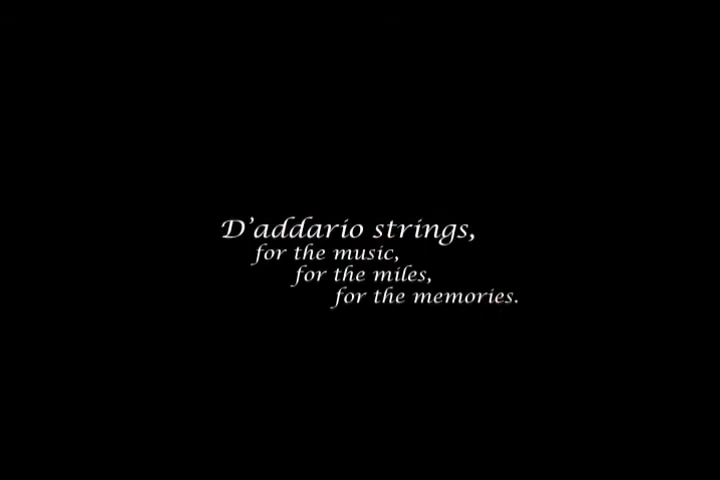 D'addario strings,
for the music,
for the miles,
for the memories.